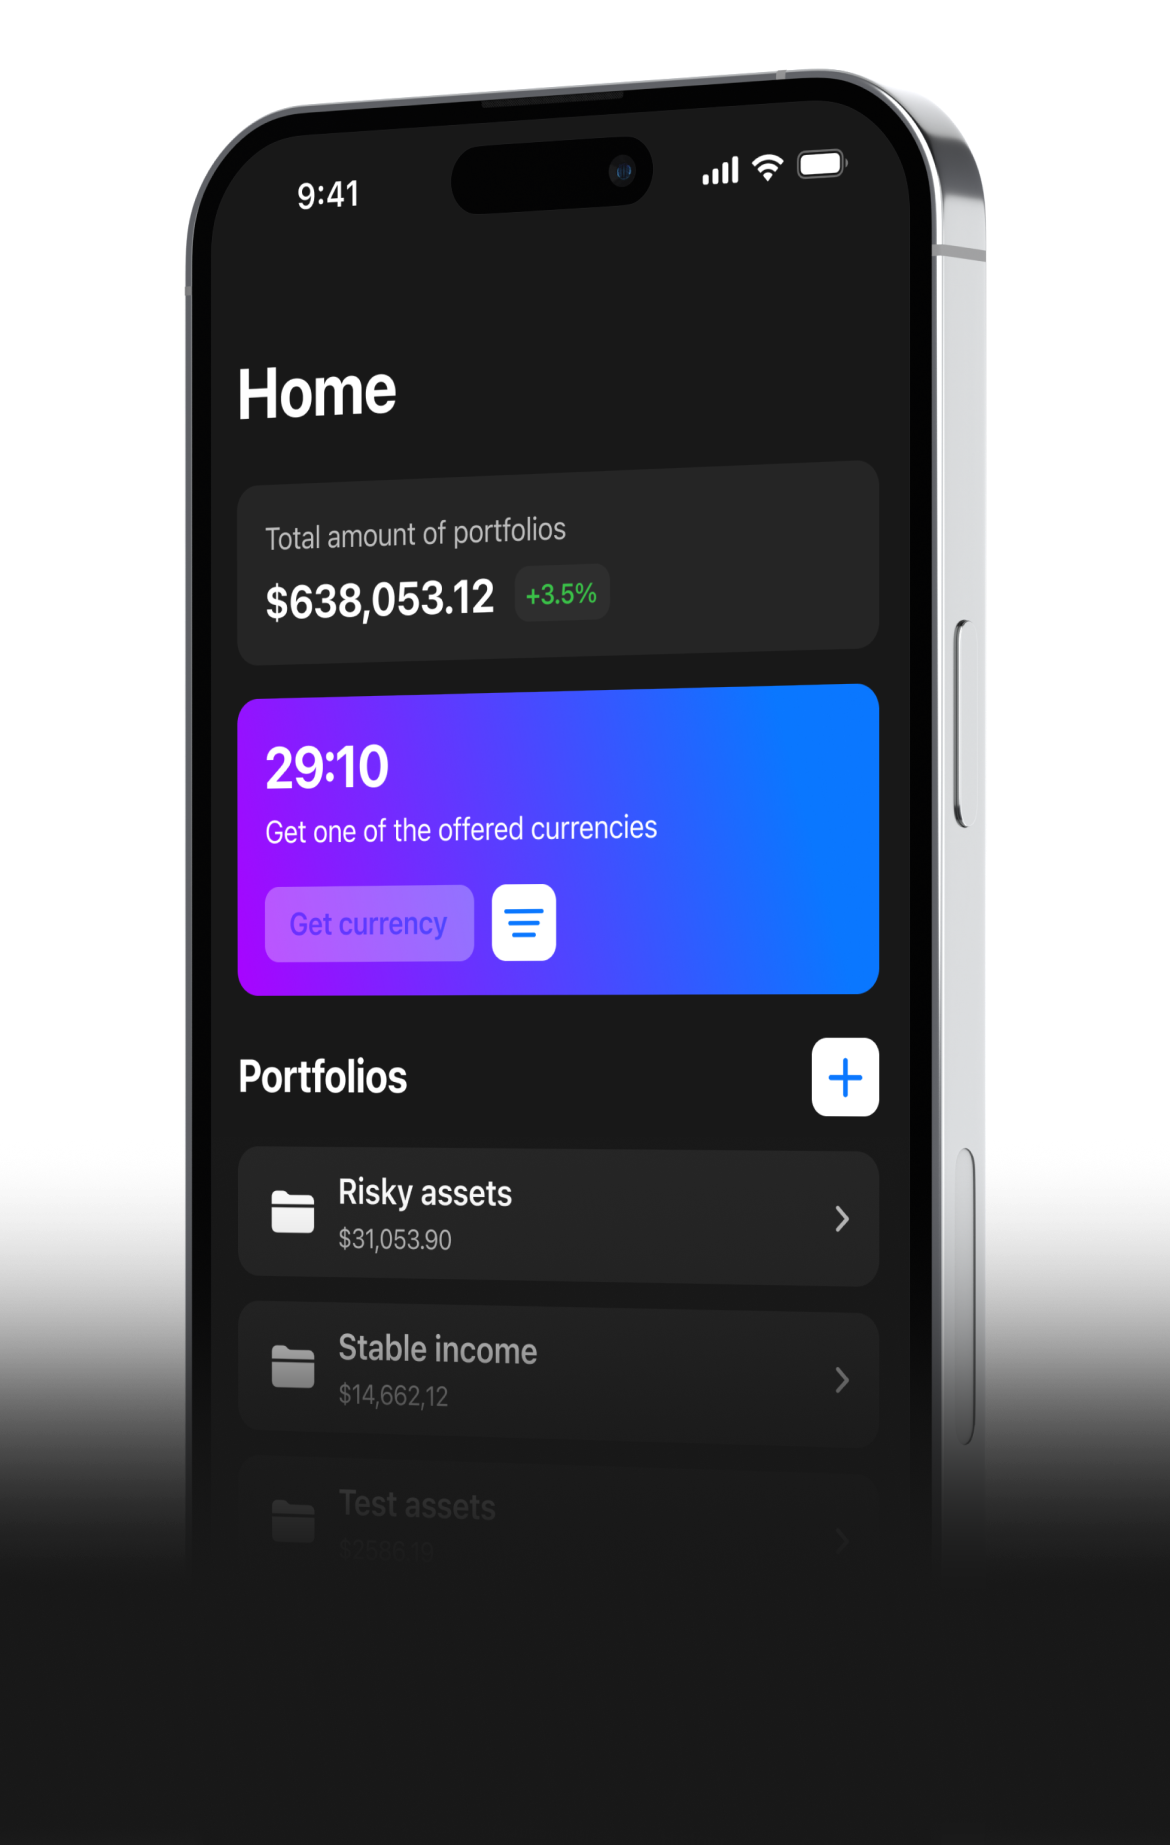 9:41
Home
Total amount of portfolios
$638,053.12 +3.5%
29:10
Get one of the offered currencies
Get currency
Portfolios
Risky assets
$31,053.90
Stable income
$14,662,12
Test assets